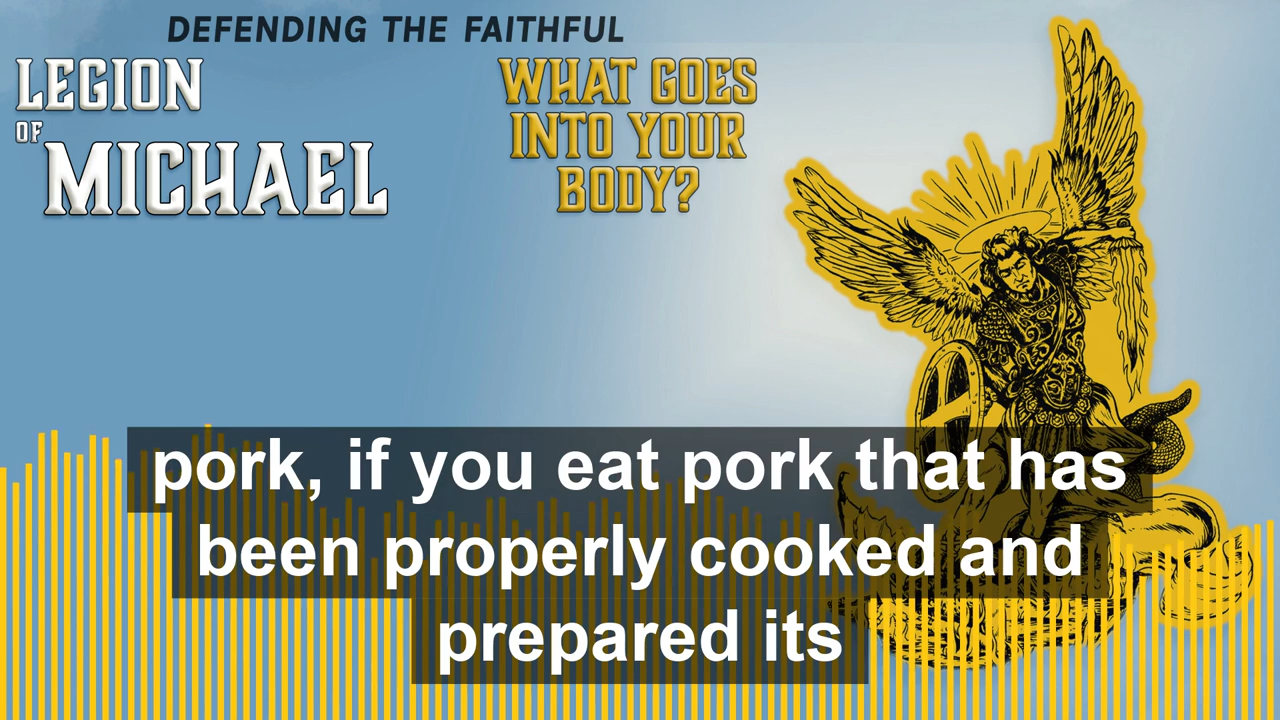 DEFENDING THE FAITHFUL
LEGION
OF
MICHAEL
WHAT GOES
INTO YOUR
BODY?
pork, if you eat pork that has
been properly cooked and
prepared its